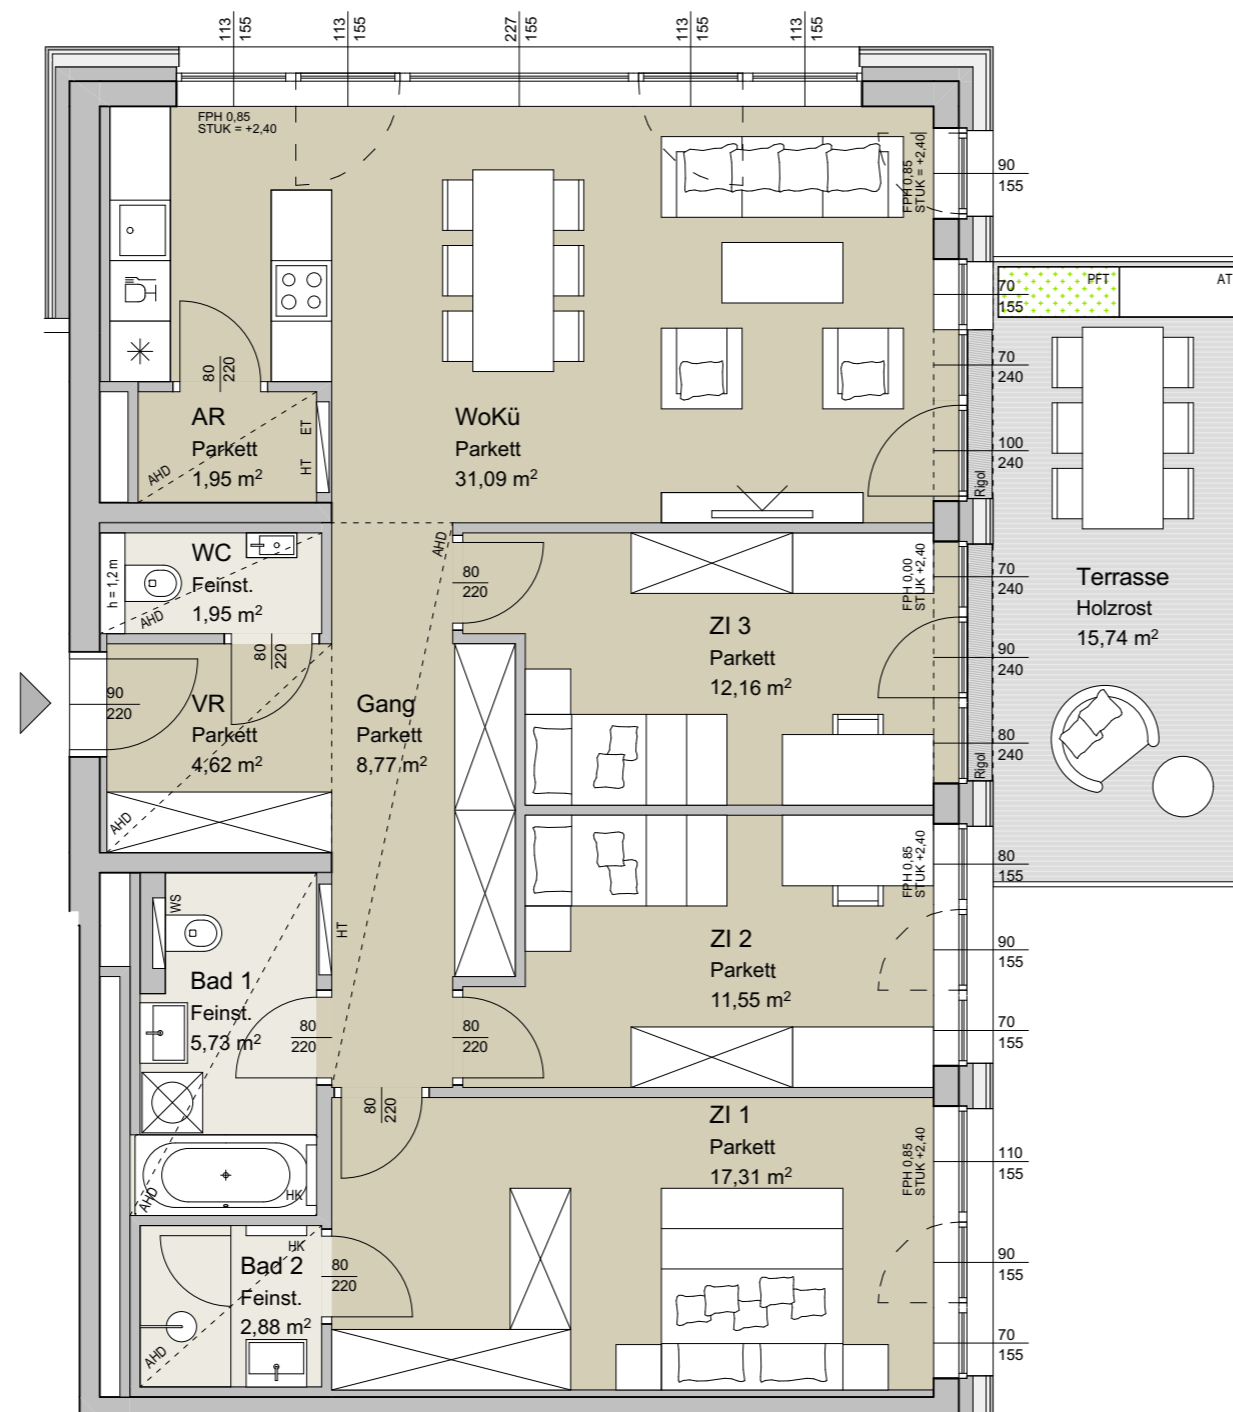 113
155
113
155
227
155
113
155
113
155
FPH 0,85
STUK = +2,40
FPH 0,85
STUK = +2,40
90
155
70
155
PFT
AT
70
240
80
220
AR
Parkett
1,95 m²
AHD
ET
HT
WoKü
Parkett
31,09 m²
100
240
Rigol
WC
Feinst.
1,95 m²
h = 1,2 m
AHD
AHD
80
220
FPH 0,00
STUK +2,40
70
240
Terrasse
Holzrost
15,74 m²
ZI 3
Parkett
12,16 m²
80
220
90
220
VR
Parkett
4,62 m²
AHD
Gang
Parkett
8,77 m²
90
240
80
240
Rigol
FPH 0,85
STUK +2,40
80
155
WS
HT
Bad 1
Feinst.
5,73 m²
ZI 2
Parkett
11,55 m²
90
155
80
220
80
220
70
155
80
220
ZI 1
Parkett
17,31 m²
FPH 0,85
STUK +2,40
110
155
AHD
HK
HK
Bad 2
Feinst.
2,88 m²
AHD
80
220
90
155
70
155